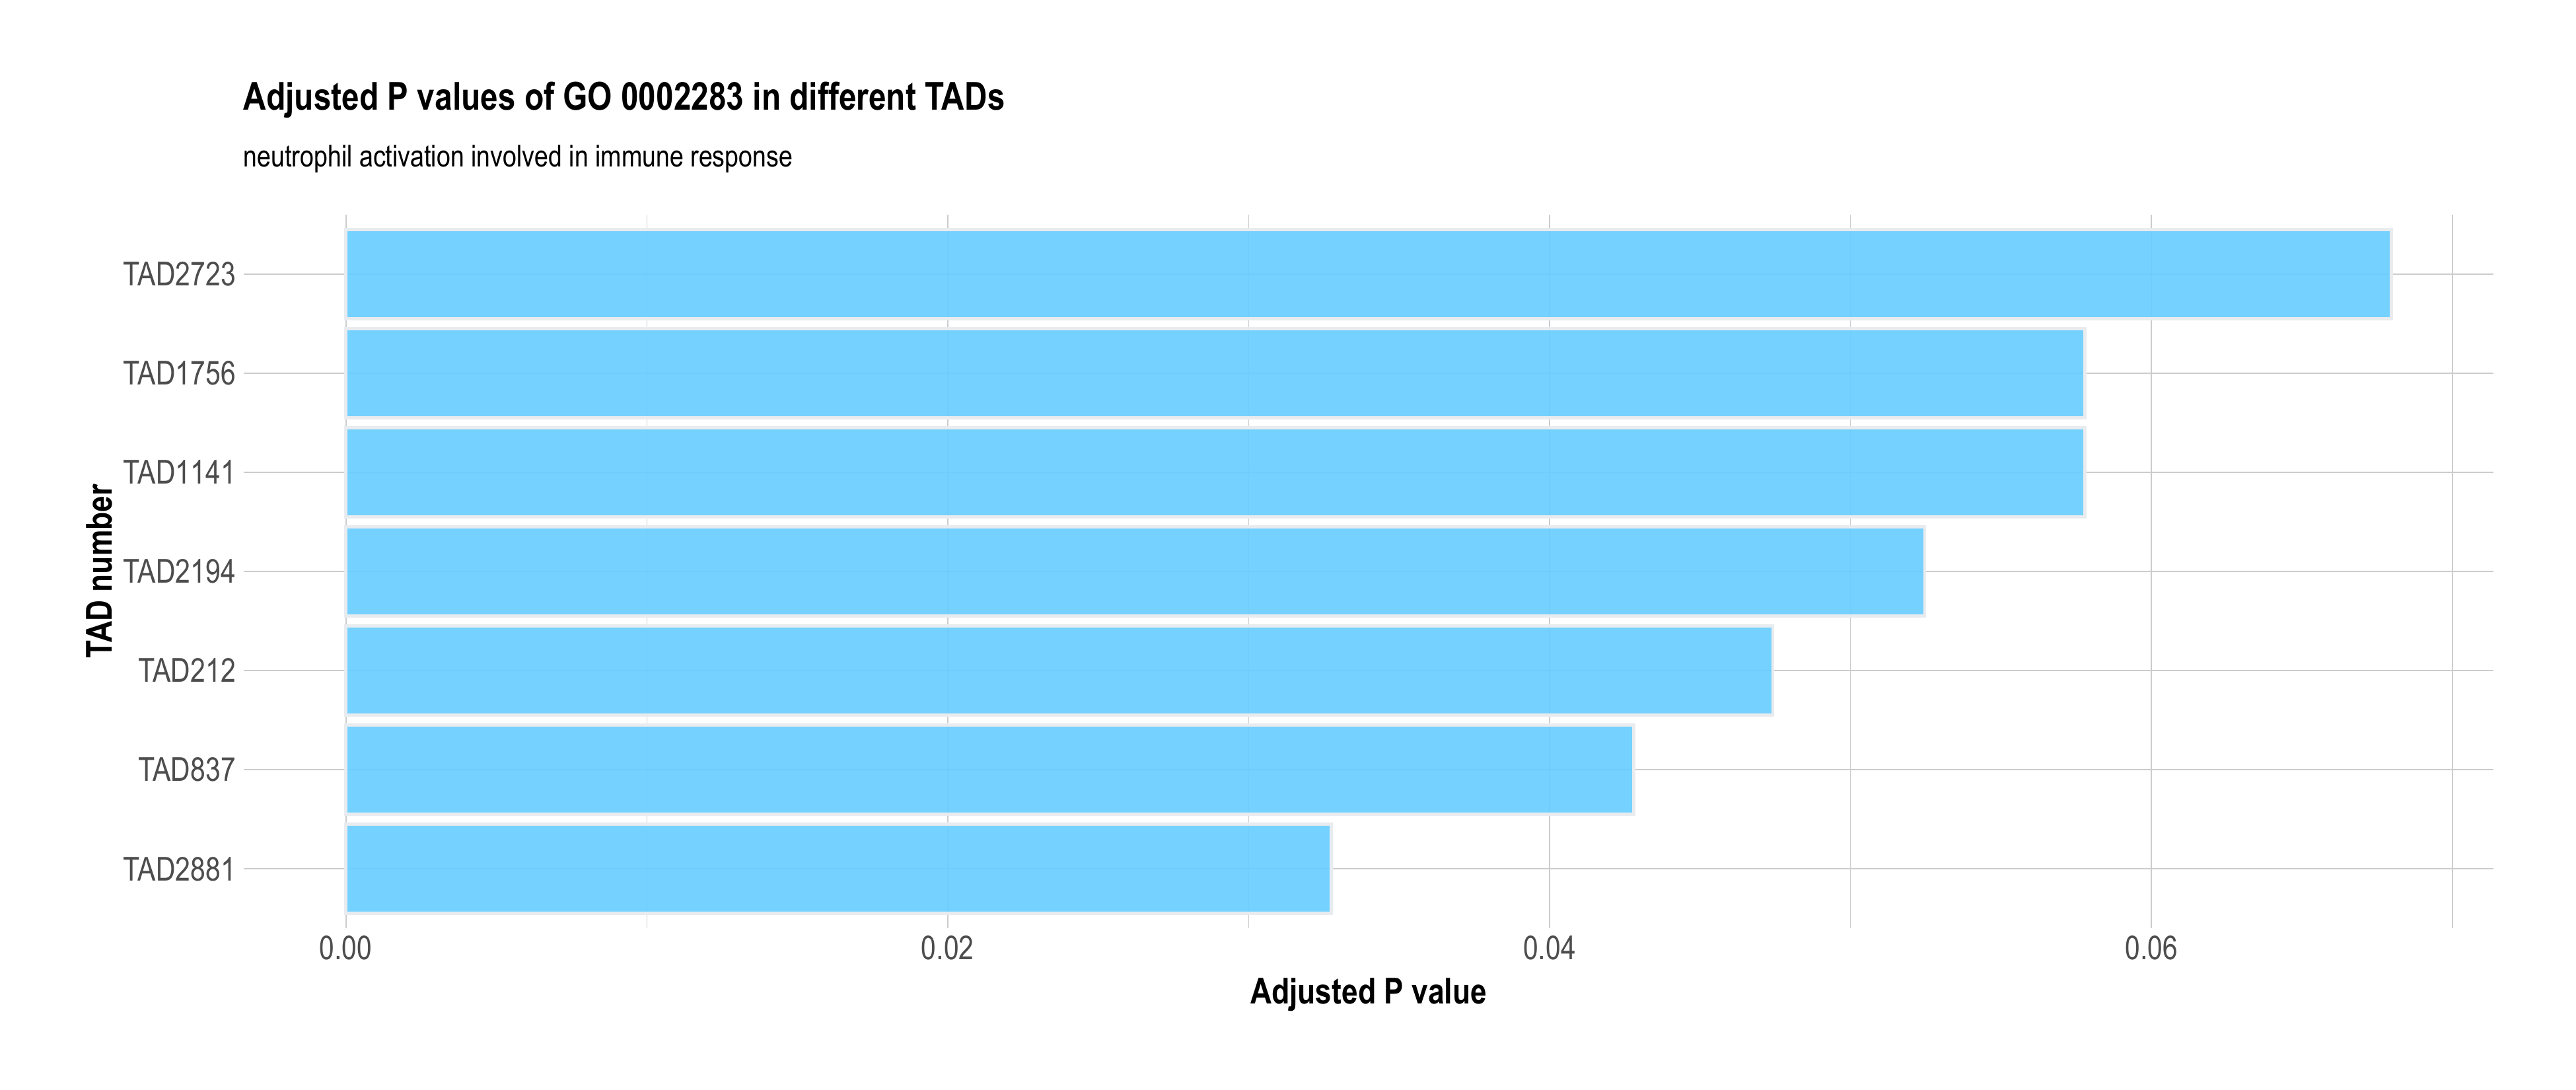 Adjusted P values of GO 0002283 in different TADs
neutrophil activation involved in immune response
TAD number
TAD2723
TAD1756
TAD1141
TAD2194
TAD212
TAD837
TAD2881
0.00 0.02 0.04 0.06
Adjusted P value